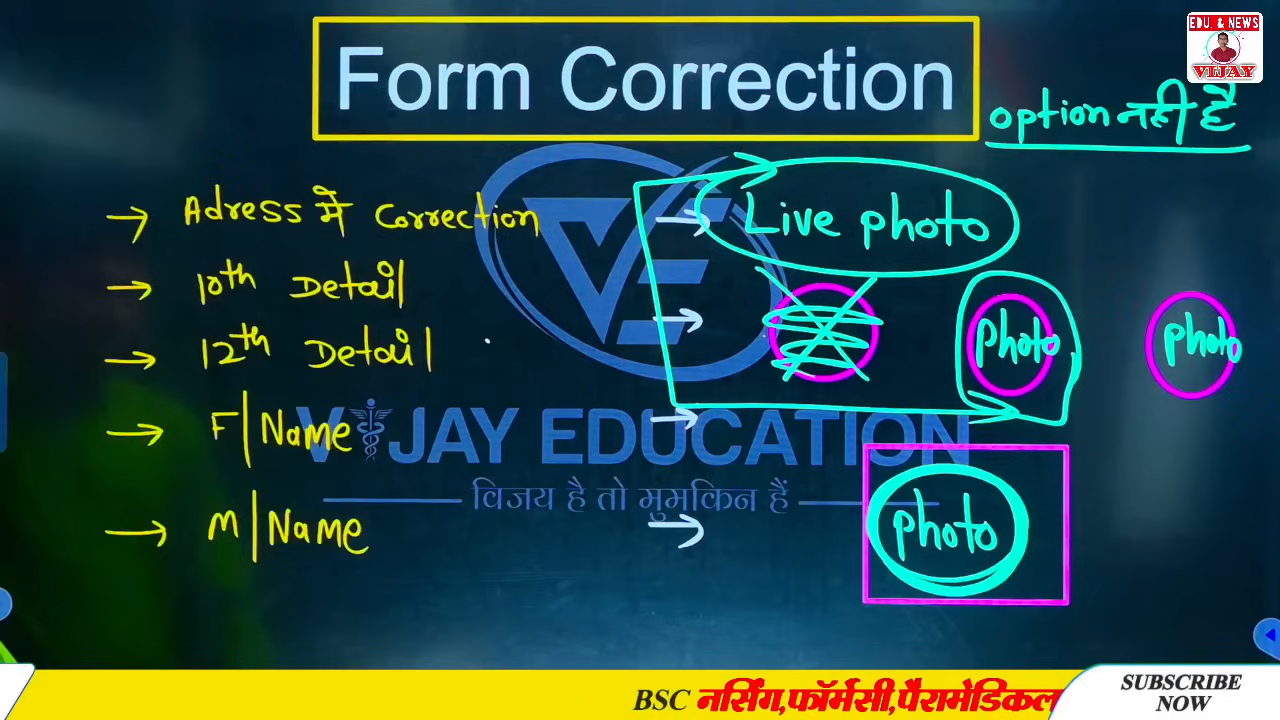 EDU. & NEWS
VIJAY
Form Correction
option नही है
→ Adress में Correction
→ Live photo
→ 10th Detail
→
photo
photo
→ 12th Detail
→ F/Name
→
VIJAY EDUCATION
विजय है तो मुमकिन हैं
→ M/Name
→
photo
BSC नर्सिंग,फॉर्मेसी,पैरामेडिकल
SUBSCRIBE
NOW